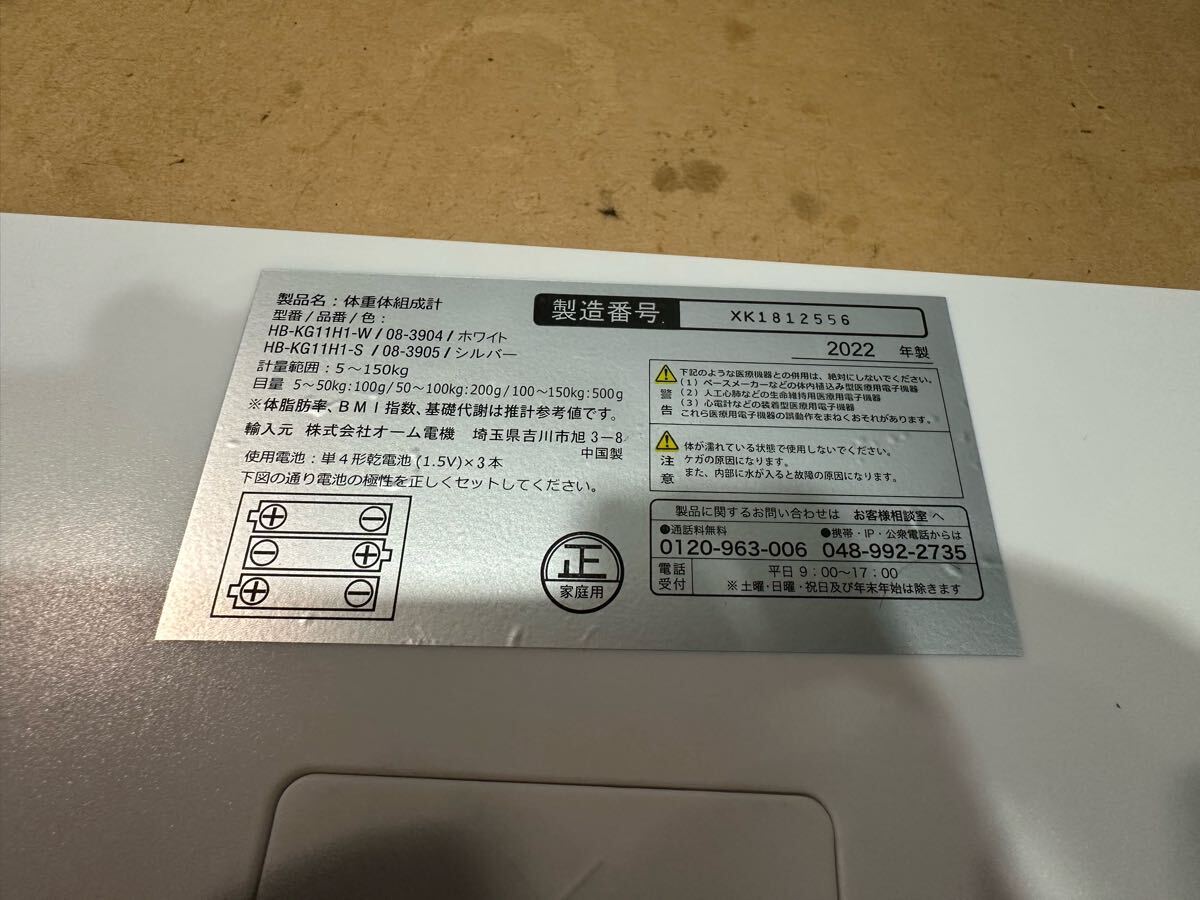 製品名：体重体組成計
型番/品番/色：
HB-KG11H1-W / 08-3904 / ホワイト
HB-KG11H1-S / 08-3905 / シルバー
計量範囲：5～150kg
目量 5～50kg:100g/50～100kg:200g/100～150kg:500g
※体脂肪率、BMI指数、基礎代謝は推計参考値です。
輸入元 株式会社オーム電機 埼玉県吉川市旭3－8
中国製
使用電池：単4形乾電池(1.5V)×3本
下図の通り電池の極性を正しくセットしてください。
⊕ ⊖
⊖ ⊕
⊕ ⊖
正
家庭用
製造番号 XK1812556
2022 年製
警告
下記のような医療機器との併用は、絶対にしないでください。
(1) ペースメーカーなどの体内植込み型医療用電子機器
(2) 人工心肺などの生命維持用医療用電子機器
(3) 心電計などの装着型医療用電子機器
これら医療用電子機器の誤動作をまねくおそれがあります。
注意
体が濡れている状態で使用しないでください。
ケガの原因になります。
また、内部に水が入ると故障の原因になります。
製品に関するお問い合わせは お客様相談室へ
●通話料無料 ●携帯・IP・公衆電話からは
0120-963-006 048-992-2735
電話受付 平日 9：00～17：00
※土曜・日曜・祝日及び年末年始は除きます